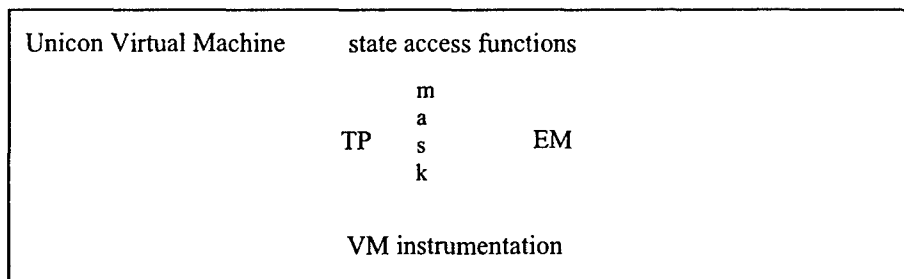 Unicon Virtual Machine state access functions
m
a
TP s EM
k
VM instrumentation